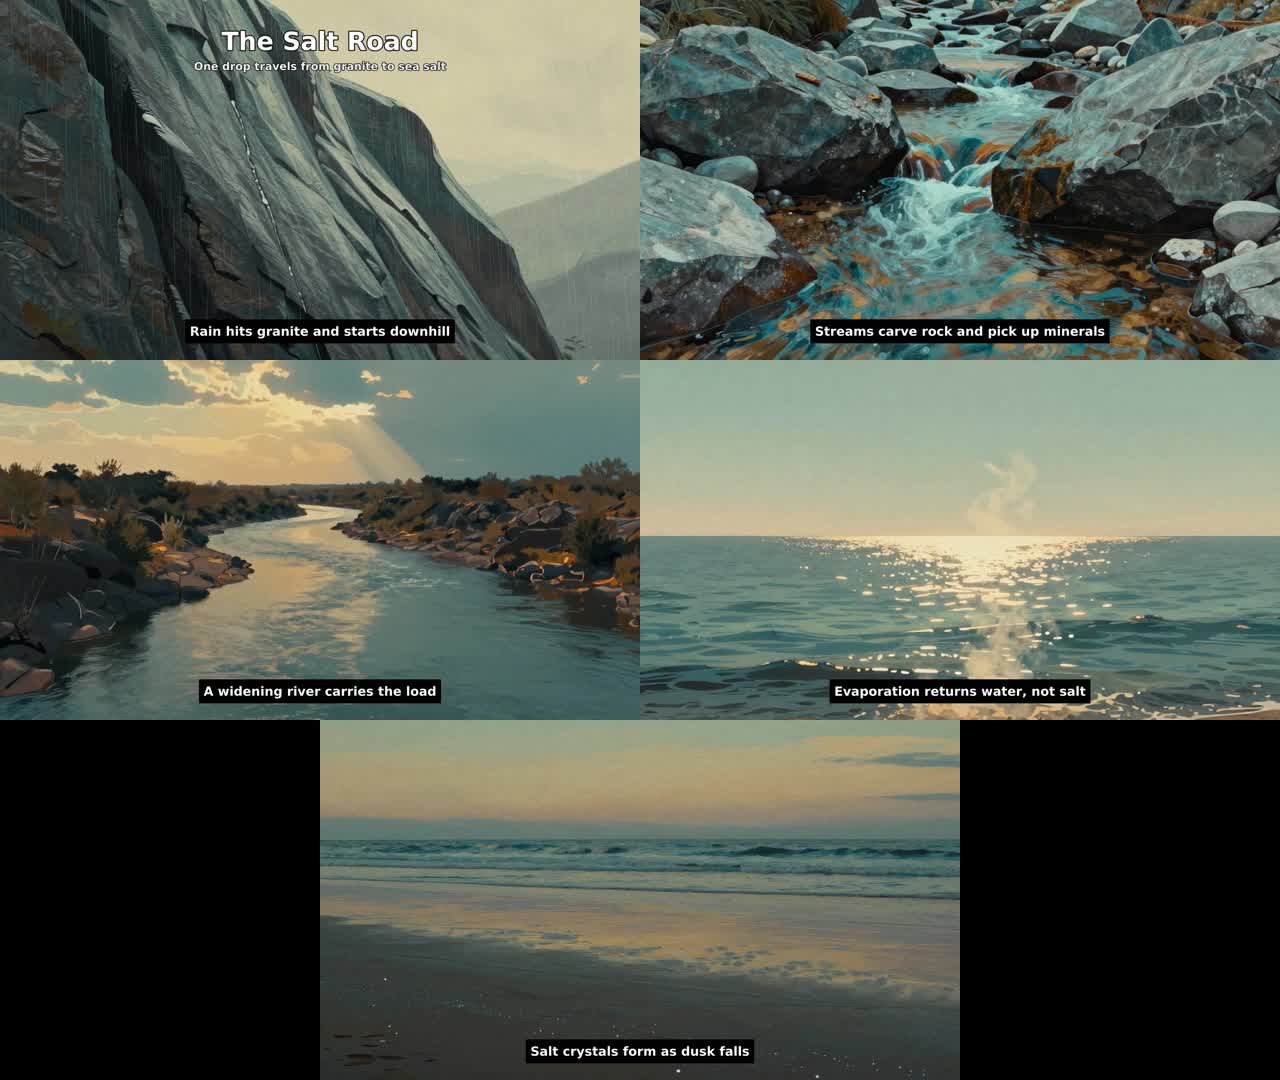 The Salt Road
One drop travels from granite to sea salt
Rain hits granite and starts downhill
Streams carve rock and pick up minerals
A widening river carries the load
Evaporation returns water, not salt
Salt crystals form as dusk falls